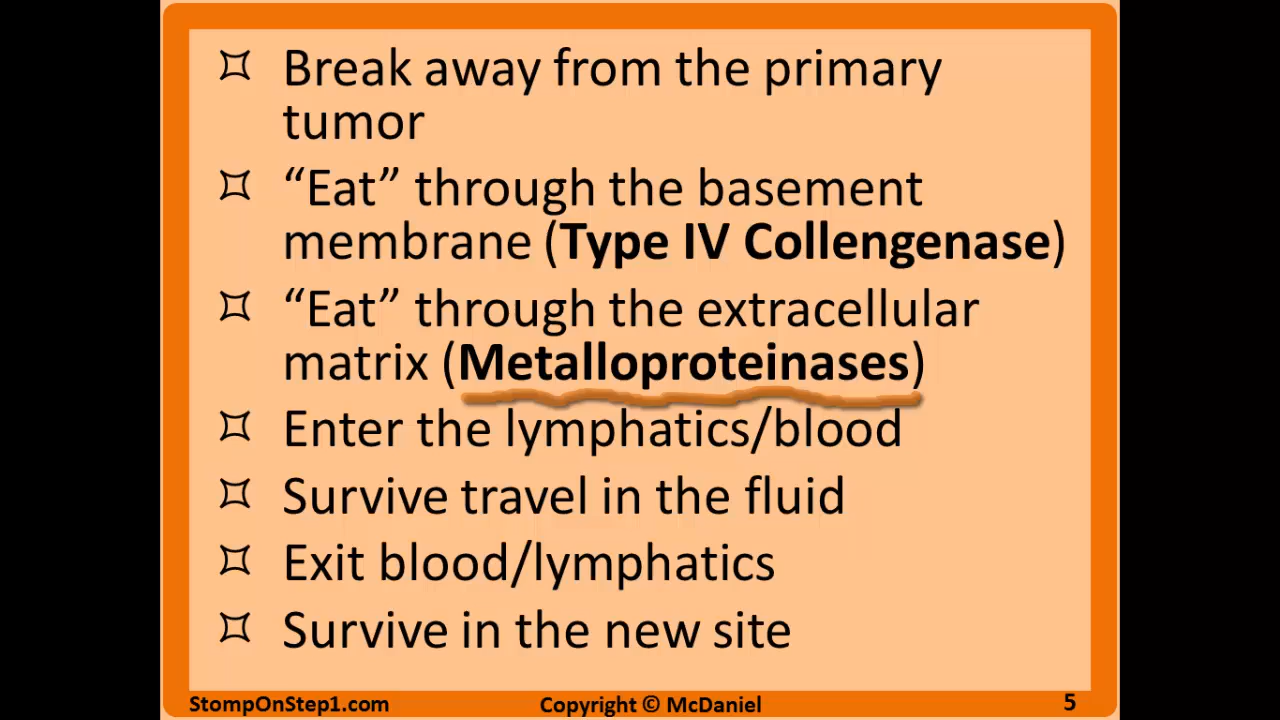 Break away from the primary
tumor
“Eat” through the basement
membrane (Type IV Collengenase)
“Eat” through the extracellular
matrix (Metalloproteinases)
Enter the lymphatics/blood
Survive travel in the fluid
Exit blood/lymphatics
Survive in the new site
StompOnStep1.com Copyright © McDaniel 5